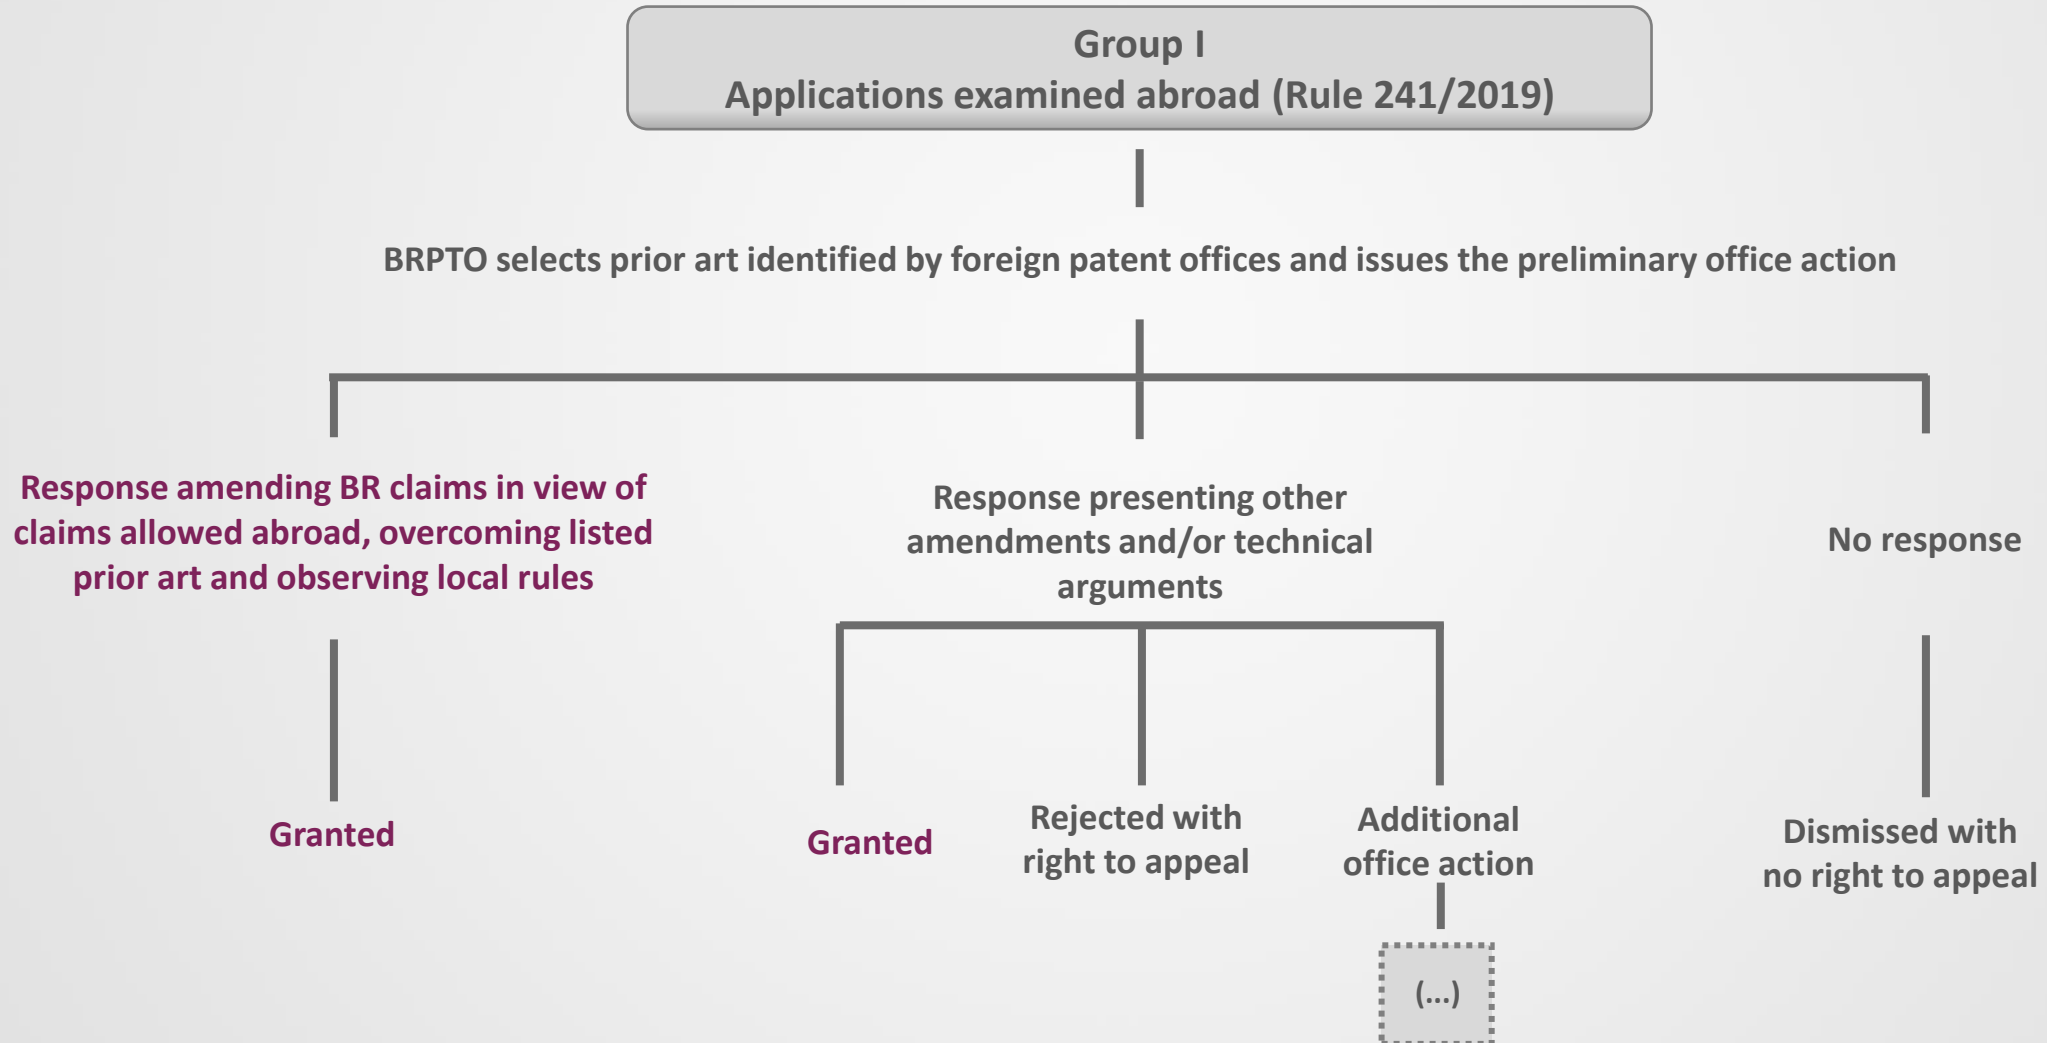 Group I
Applications examined abroad (Rule 241/2019)
BRPTO selects prior art identified by foreign patent offices and issues the preliminary office action
Response amending BR claims in view of
claims allowed abroad, overcoming listed
prior art and observing local rules
Response presenting other
amendments and/or technical
arguments
No response
Granted
Granted
Rejected with
right to appeal
Additional
office action
Dismissed with
no right to appeal
(...)